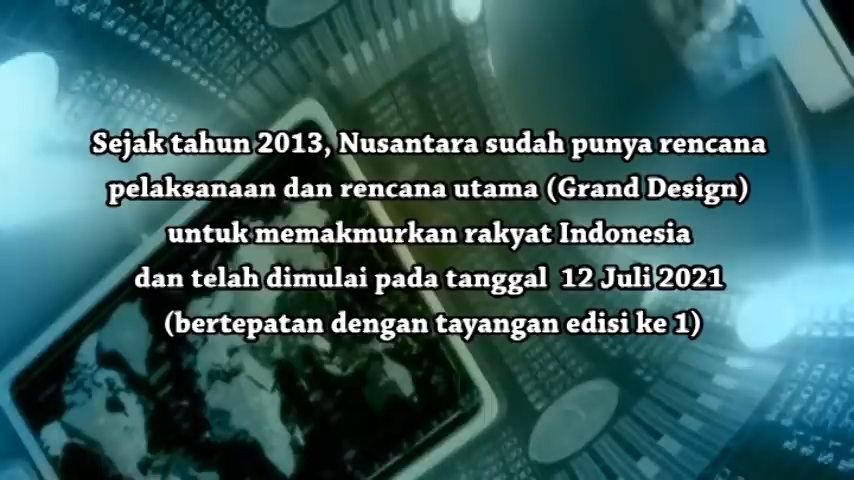 Sejak tahun 2013, Nusantara sudah punya rencana
pelaksanaan dan rencana utama (Grand Design)
untuk memakmurkan rakyat Indonesia
dan telah dimulai pada tanggal 12 Juli 2021
(bertepatan dengan tayangan edisi ke 1)